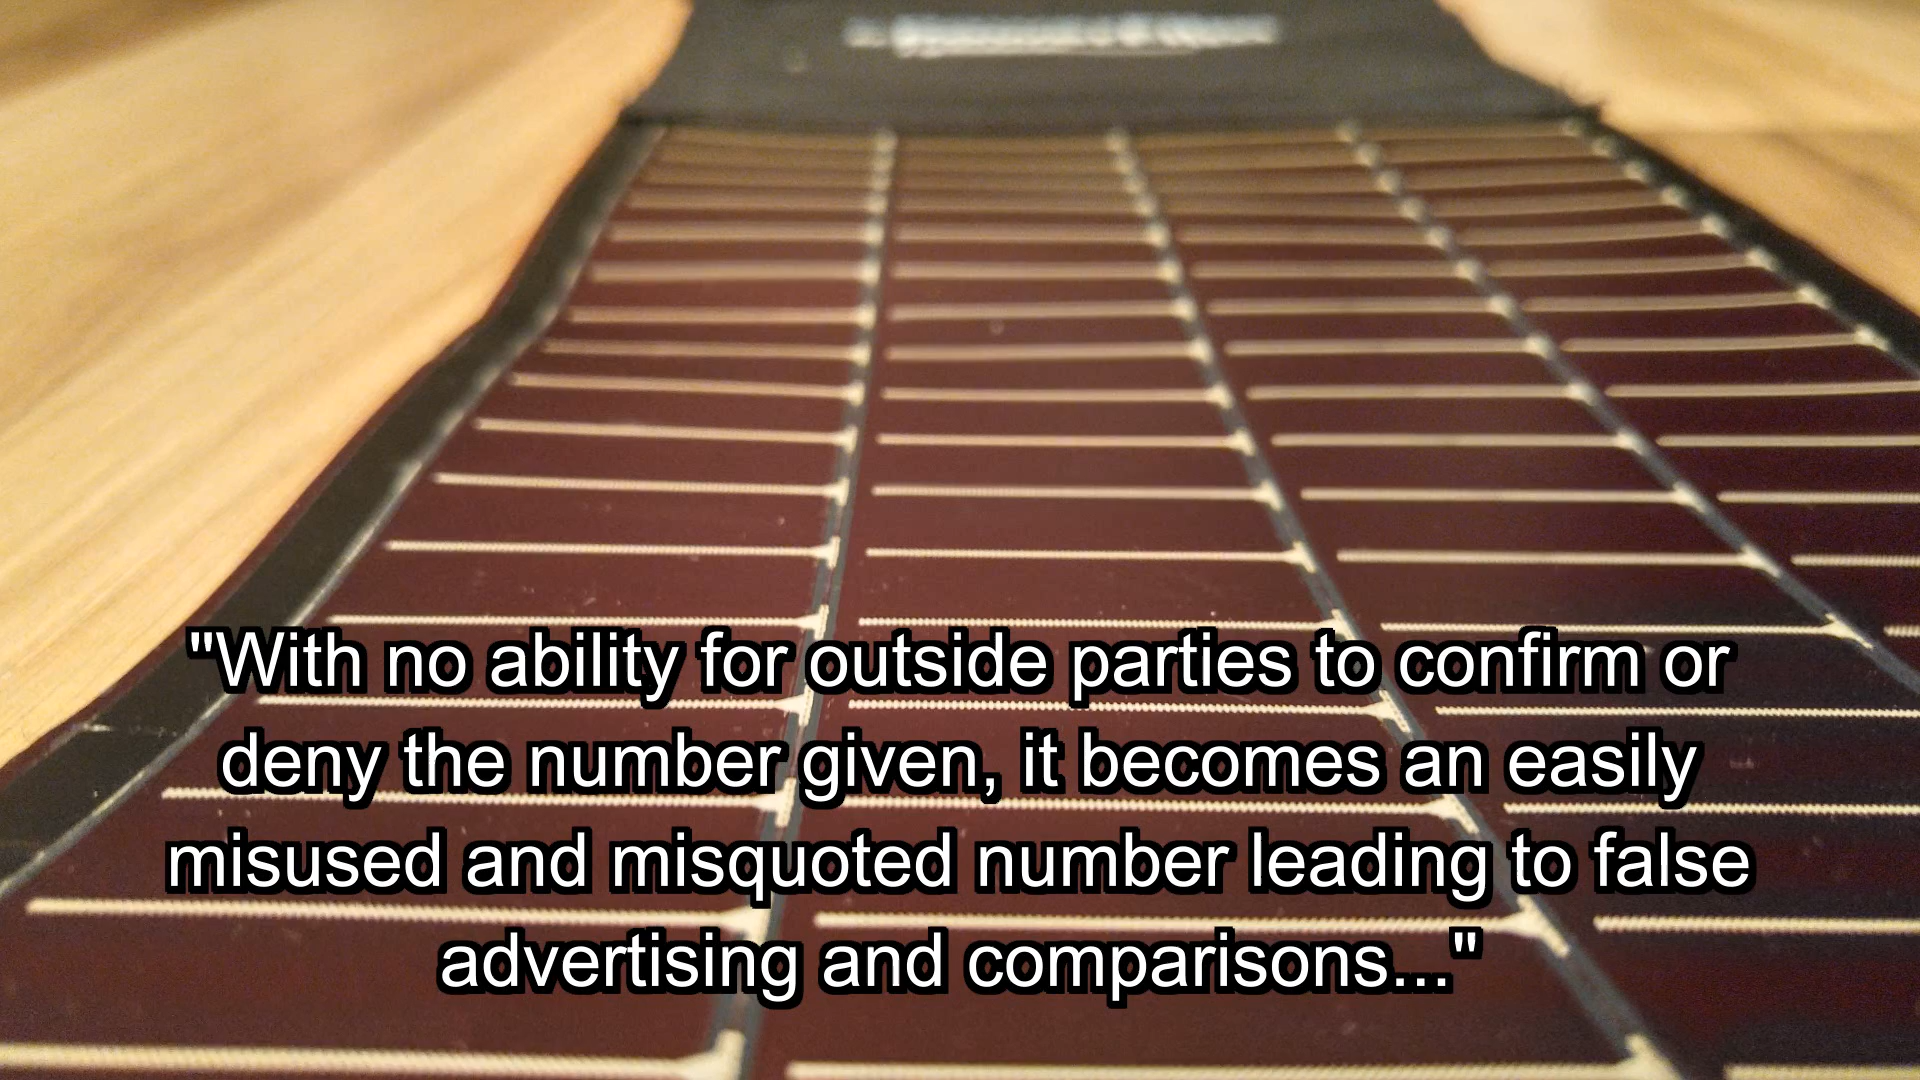 "With no ability for outside parties to confirm or
deny the number given, it becomes an easily
misused and misquoted number leading to false
advertising and comparisons..."